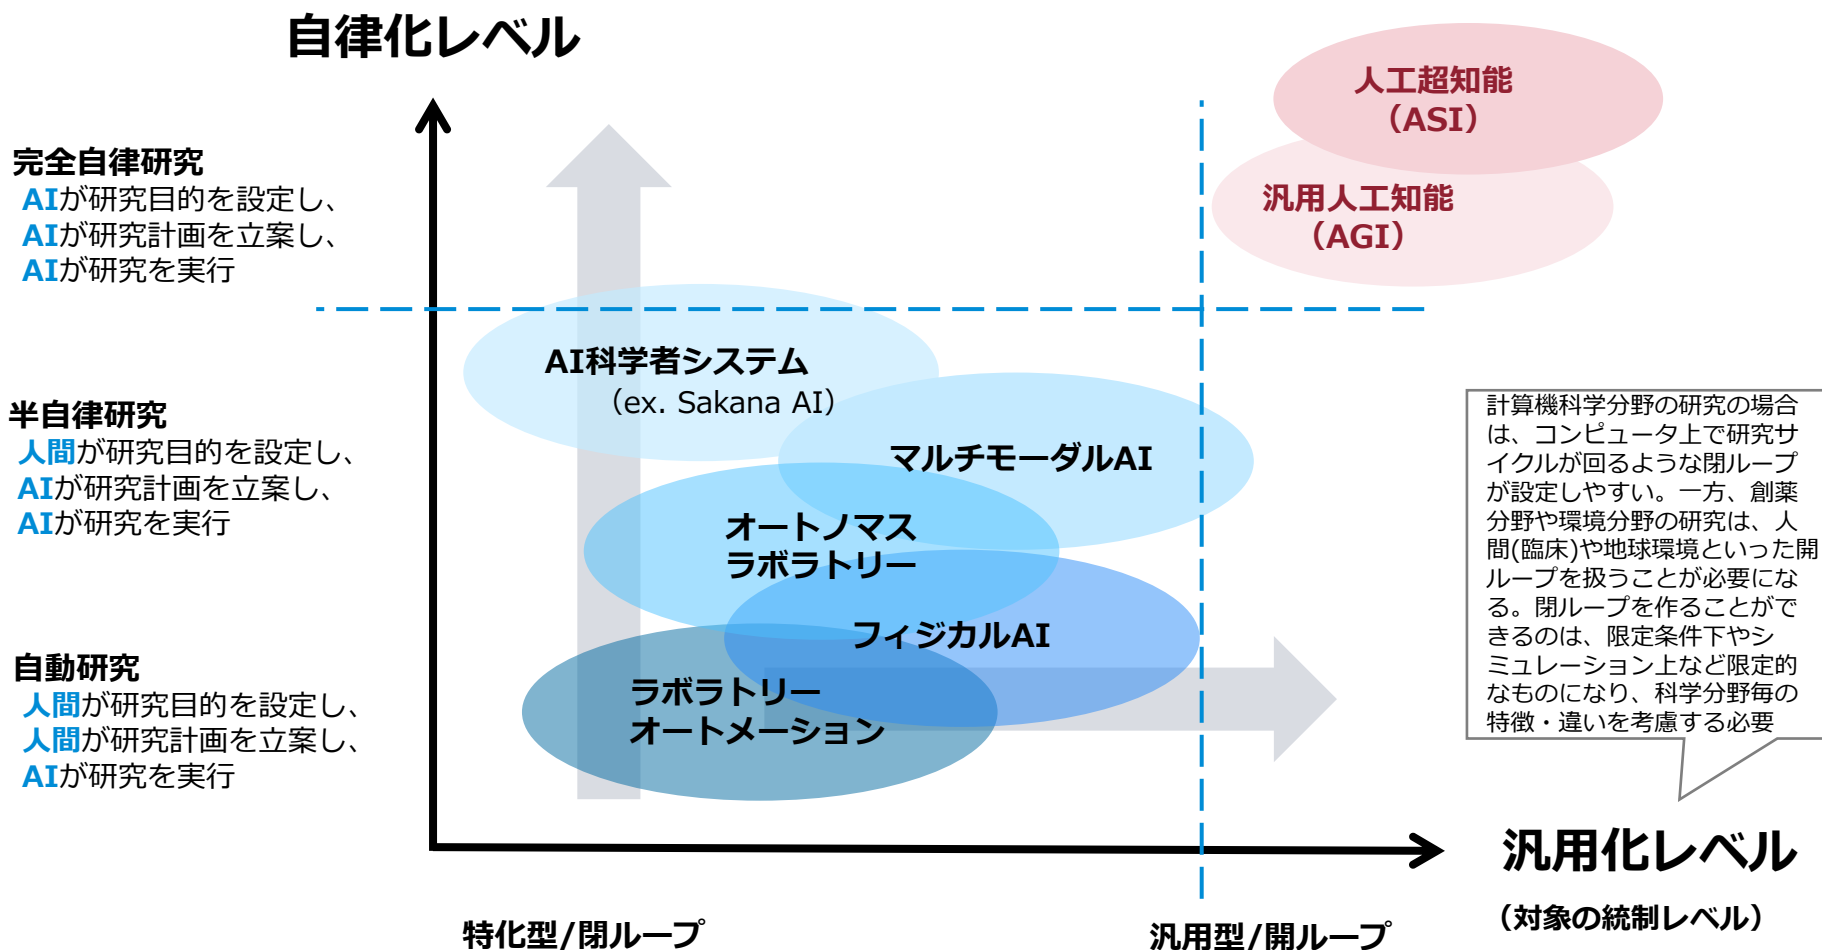 自律化レベル
人工超知能
（ASI）
汎用人工知能
（AGI）
完全自律研究
AIが研究目的を設定し、
AIが研究計画を立案し、
AIが研究を実行
AI科学者システム
（ex. Sakana AI）
マルチモーダルAI
半自律研究
人間が研究目的を設定し、
AIが研究計画を立案し、
AIが研究を実行
オートノマス
ラボラトリー
フィジカルAI
自動研究
人間が研究目的を設定し、
人間が研究計画を立案し、
AIが研究を実行
ラボラトリー
オートメーション
計算機科学分野の研究の場合
は、コンピュータ上で研究サ
イクルが回るような閉ループ
が設定しやすい。一方、創薬
分野や環境分野の研究は、人
間(臨床)や地球環境といった開
ループを扱うことが必要にな
る。閉ループを作ることがで
きるのは、限定条件下やシ
ミュレーション上など限定的
なものになり、科学分野毎の
特徴・違いを考慮する必要
汎用化レベル
（対象の統制レベル）
特化型/閉ループ
汎用型/開ループ